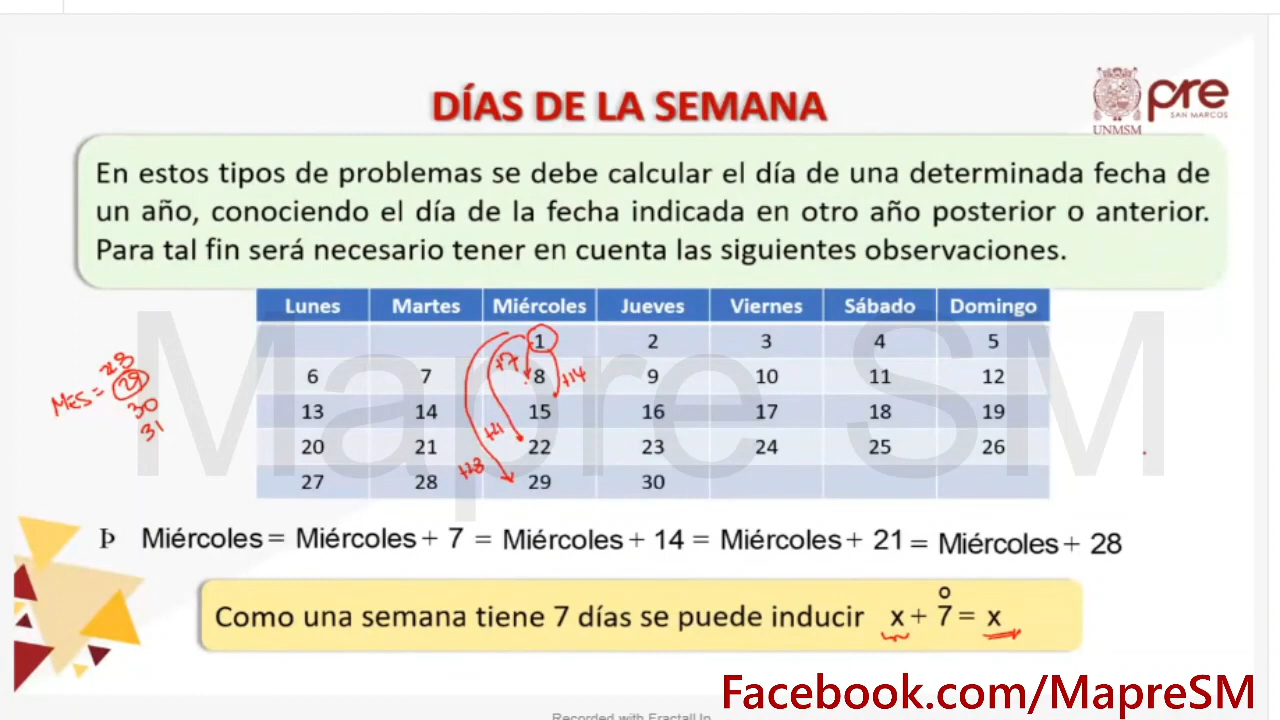 DÍAS DE LA SEMANA
UNMSM
pre
SAN MARCOS
En estos tipos de problemas se debe calcular el día de una determinada fecha de
un año, conociendo el día de la fecha indicada en otro año posterior o anterior.
Para tal fin será necesario tener en cuenta las siguientes observaciones.
Lunes Martes Miércoles Jueves Viernes Sábado Domingo
1 2 3 4 5
6 7 8 9 10 11 12
13 14 15 16 17 18 19
20 21 22 23 24 25 26
27 28 29 30
+7
+14
+21
+28
MES = 28
29
30
31
Mapre SM
Þ Miércoles = Miércoles + 7 = Miércoles + 14 = Miércoles + 21 = Miércoles + 28
Como una semana tiene 7 días se puede inducir x + 7̊ = x
Facebook.com/MapreSM
Recorded with FractalUp